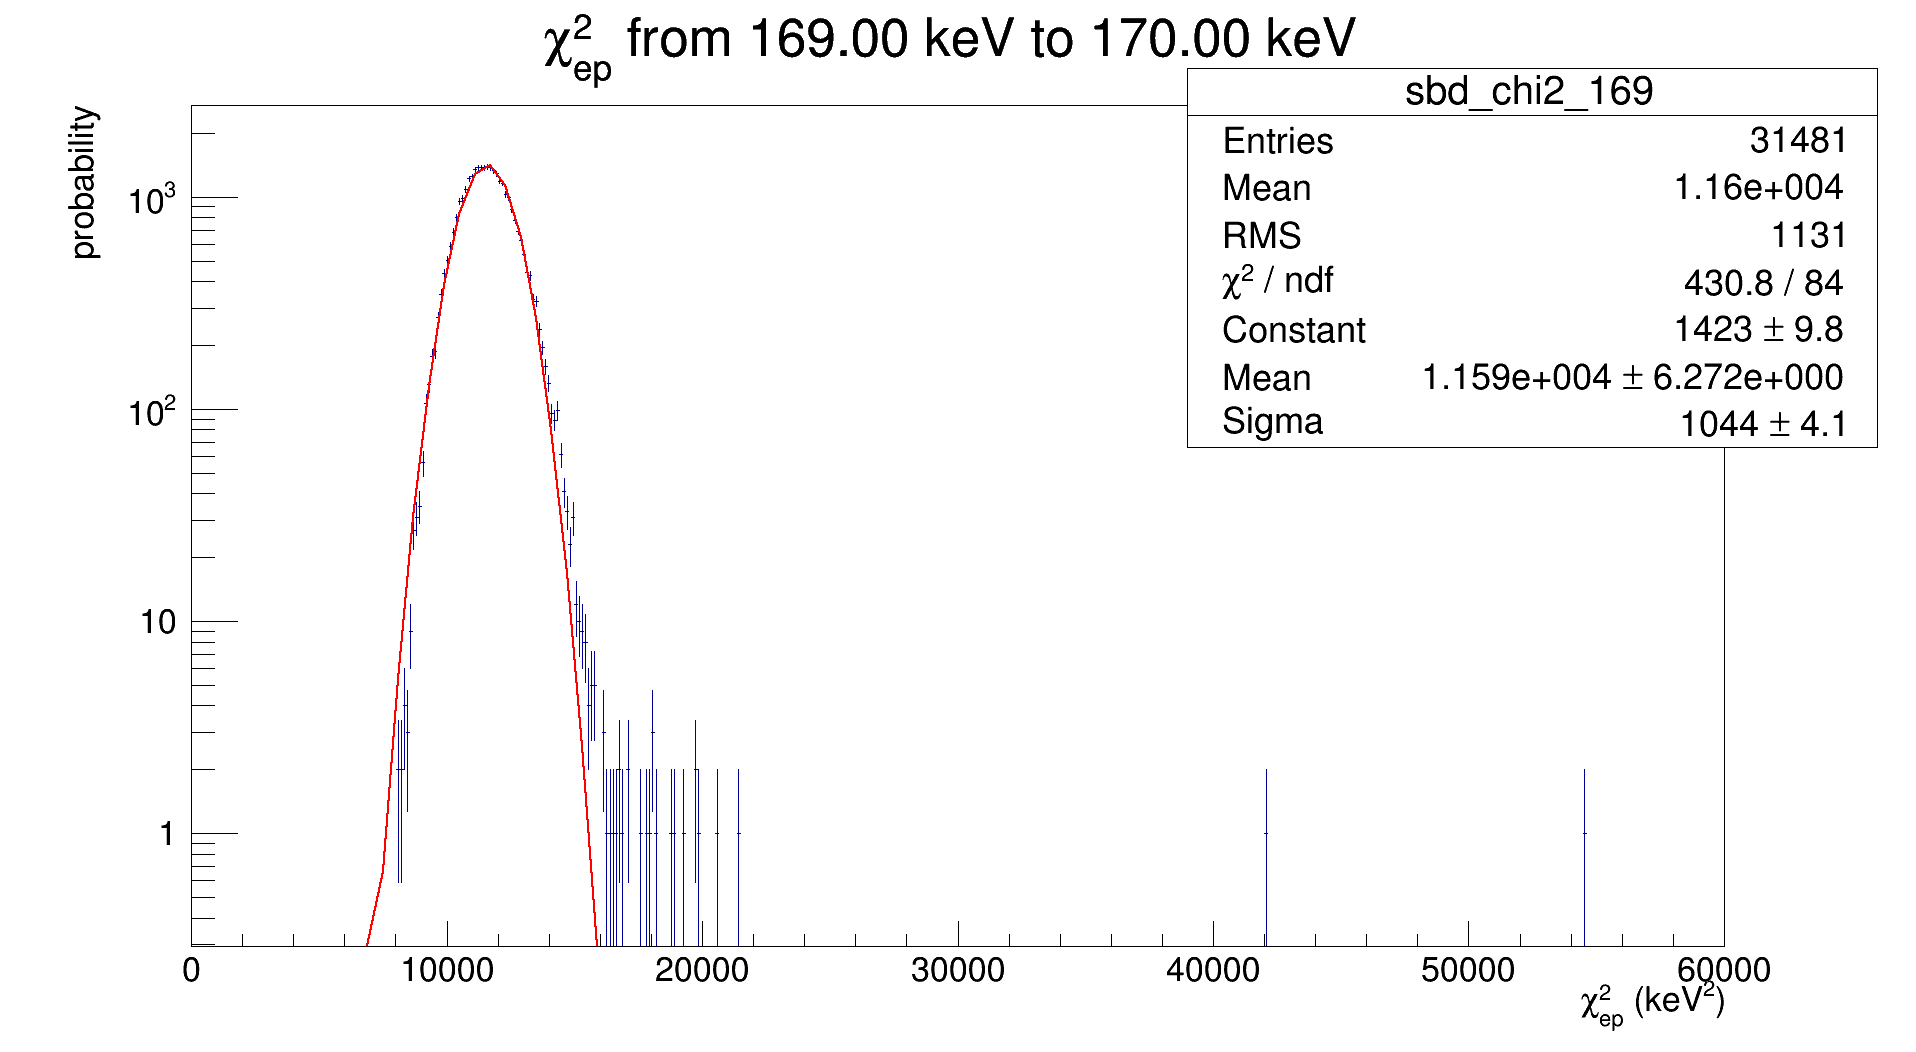 χ²ep from 169.00 keV to 170.00 keV
sbd_chi2_169
Entries 31481
Mean 1.16e+004
RMS 1131
χ² / ndf 430.8 / 84
Constant 1423 ± 9.8
Mean 1.159e+004 ± 6.272e+000
Sigma 1044 ± 4.1
probability
10³
10²
10
1
0 10000 20000 30000 40000 50000 60000
χ²ep (keV²)